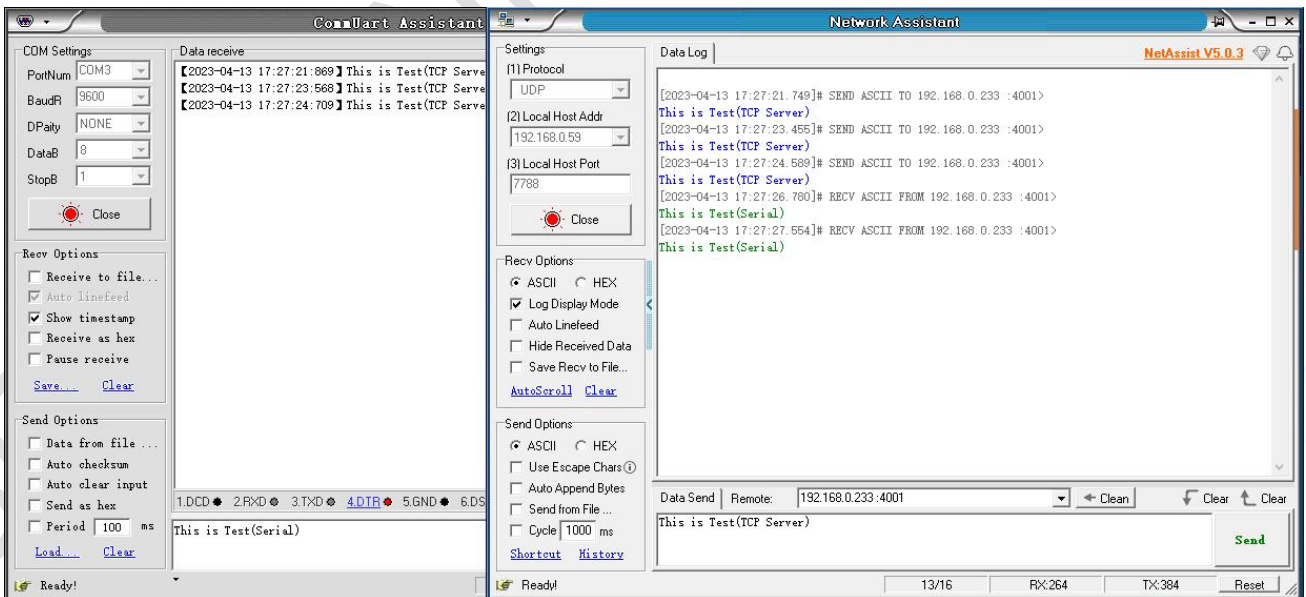 CommUart Assistant
COM Settings
PortNum COM3
BaudR 9600
DPaity NONE
DataB 8
StopB 1
Close
Recv Options
Receive to file...
Auto linefeed
Show timestamp
Receive as hex
Pause receive
Save... Clear
Send Options
Data from file ...
Auto checksum
Auto clear input
Send as hex
Period 100 ms
Load... Clear
Ready!
Data receive
【2023-04-13 17:27:21:869】This is Test(TCP Serve
【2023-04-13 17:27:23:568】This is Test(TCP Serve
【2023-04-13 17:27:24:709】This is Test(TCP Serve
1.DCD 2.RXD 3.TXD 4.DTR 5.GND 6.DS
This is Test(Serial)
Network Assistant
Settings
(1) Protocol
UDP
(2) Local Host Addr
192.168.0.59
(3) Local Host Port
7788
Close
Recv Options
ASCII HEX
Log Display Mode
Auto Linefeed
Hide Received Data
Save Recv to File...
AutoScroll Clear
Send Options
ASCII HEX
Use Escape Chars
Auto Append Bytes
Send from File ...
Cycle 1000 ms
Shortcut History
Ready!
Data Log NetAssist V5.0.3
[2023-04-13 17:27:21.749]# SEND ASCII TO 192.168.0.233 :4001>
This is Test(TCP Server)
[2023-04-13 17:27:23.455]# SEND ASCII TO 192.168.0.233 :4001>
This is Test(TCP Server)
[2023-04-13 17:27:24.589]# SEND ASCII TO 192.168.0.233 :4001>
This is Test(TCP Server)
[2023-04-13 17:27:26.780]# RECV ASCII FROM 192.168.0.233 :4001>
This is Test(Serial)
[2023-04-13 17:27:27.554]# RECV ASCII FROM 192.168.0.233 :4001>
This is Test(Serial)
Data Send Remote: 192.168.0.233 :4001 Clean Clear Clear
This is Test(TCP Server)
Send
13/16 RX:264 TX:384 Reset